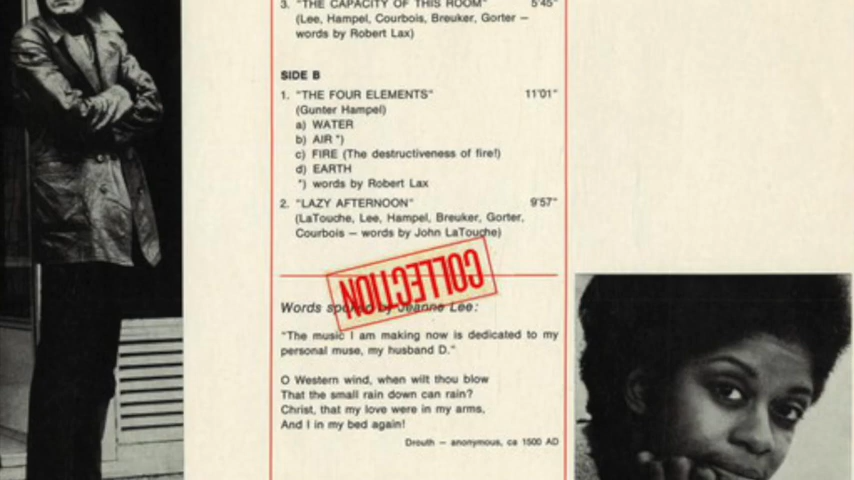 3. "THE CAPACITY OF THIS ROOM" 5'45"
(Lee, Hampel, Courbois, Breuker, Gorter —
words by Robert Lax)
SIDE B
1. "THE FOUR ELEMENTS" 11'01"
(Gunter Hampel)
a) WATER
b) AIR *)
c) FIRE (The destructiveness of fire!)
d) EARTH
*) words by Robert Lax
2. "LAZY AFTERNOON" 9'57"
(LaTouche, Lee, Hampel, Breuker, Gorter,
Courbois — words by John LaTouche)
COLLECTION
Words spoken by Jeanne Lee:
"The music I am making now is dedicated to my
personal muse, my husband D."
O Western wind, when wilt thou blow
That the small rain down can rain?
Christ, that my love were in my arms,
And I in my bed again!
Drouth — anonymous, ca 1500 AD